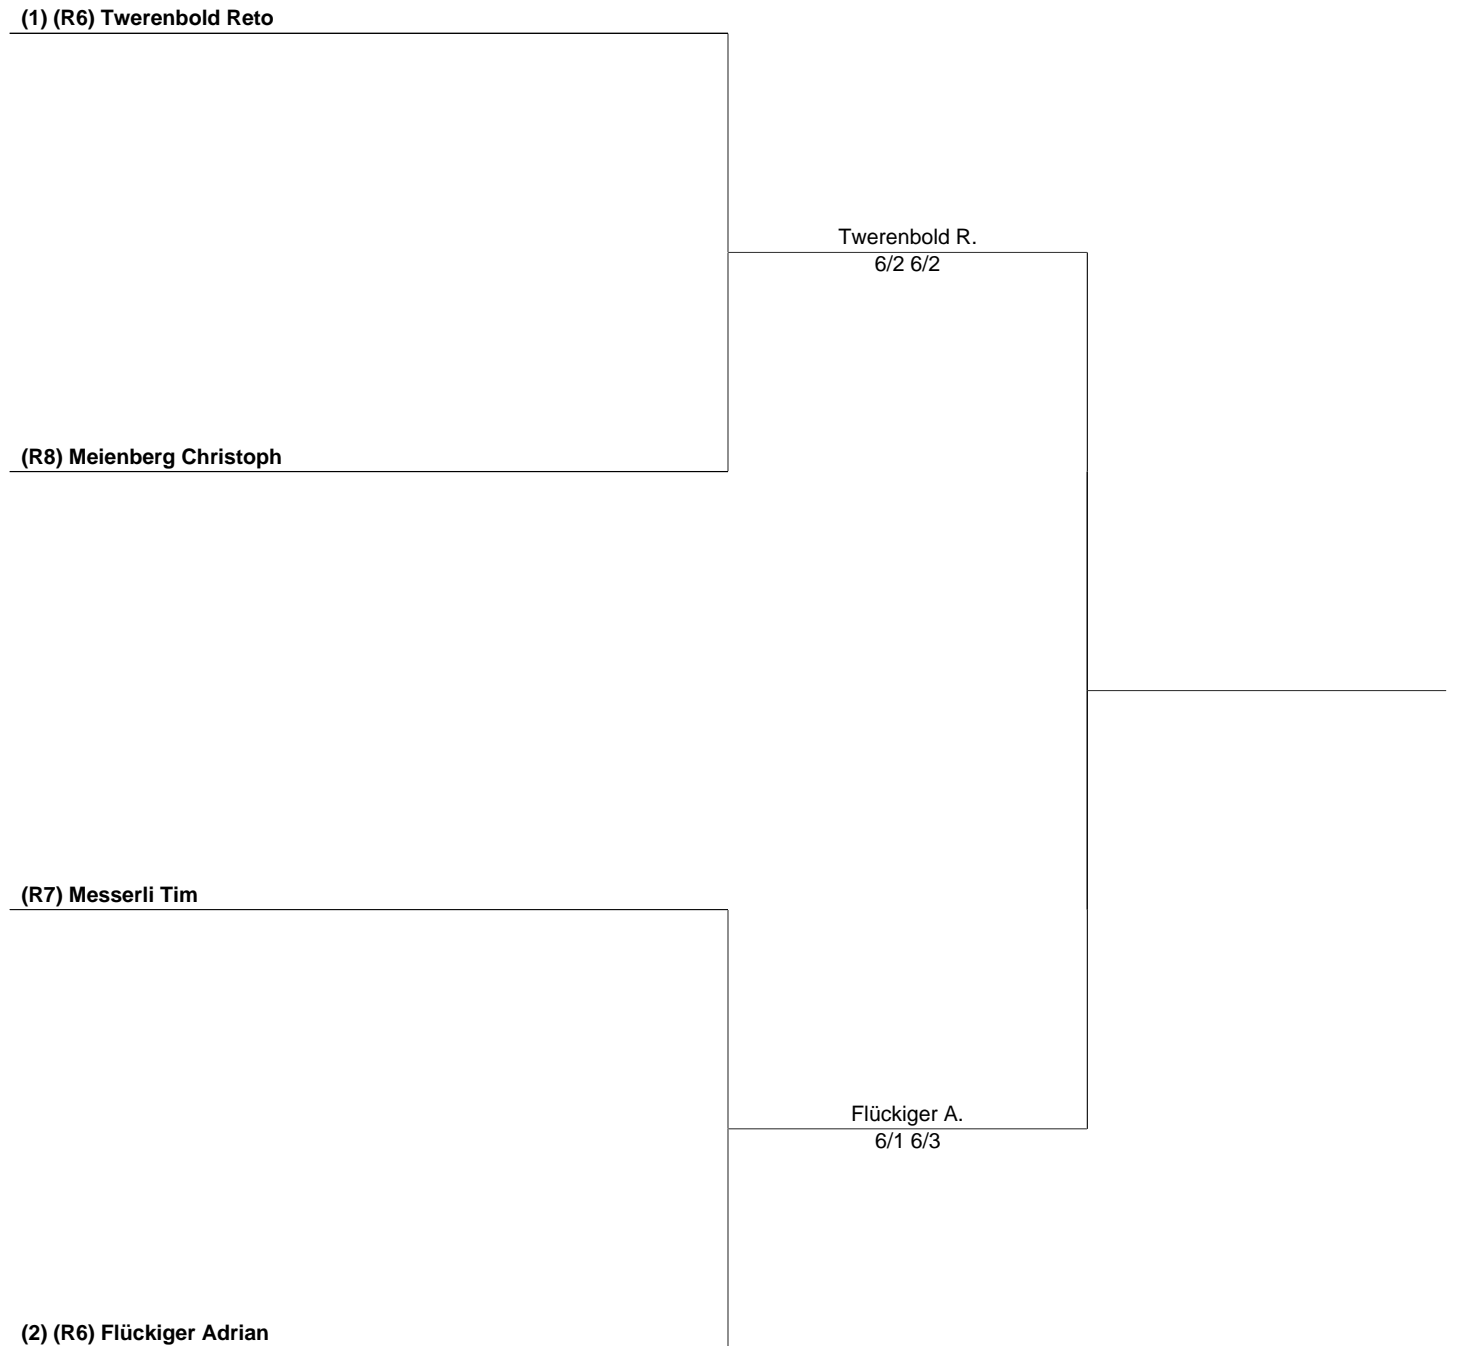 (1) (R6) Twerenbold Reto
Twerenbold R.
6/2 6/2
(R8) Meienberg Christoph
(R7) Messerli Tim
Flückiger A.
6/1 6/3
(2) (R6) Flückiger Adrian